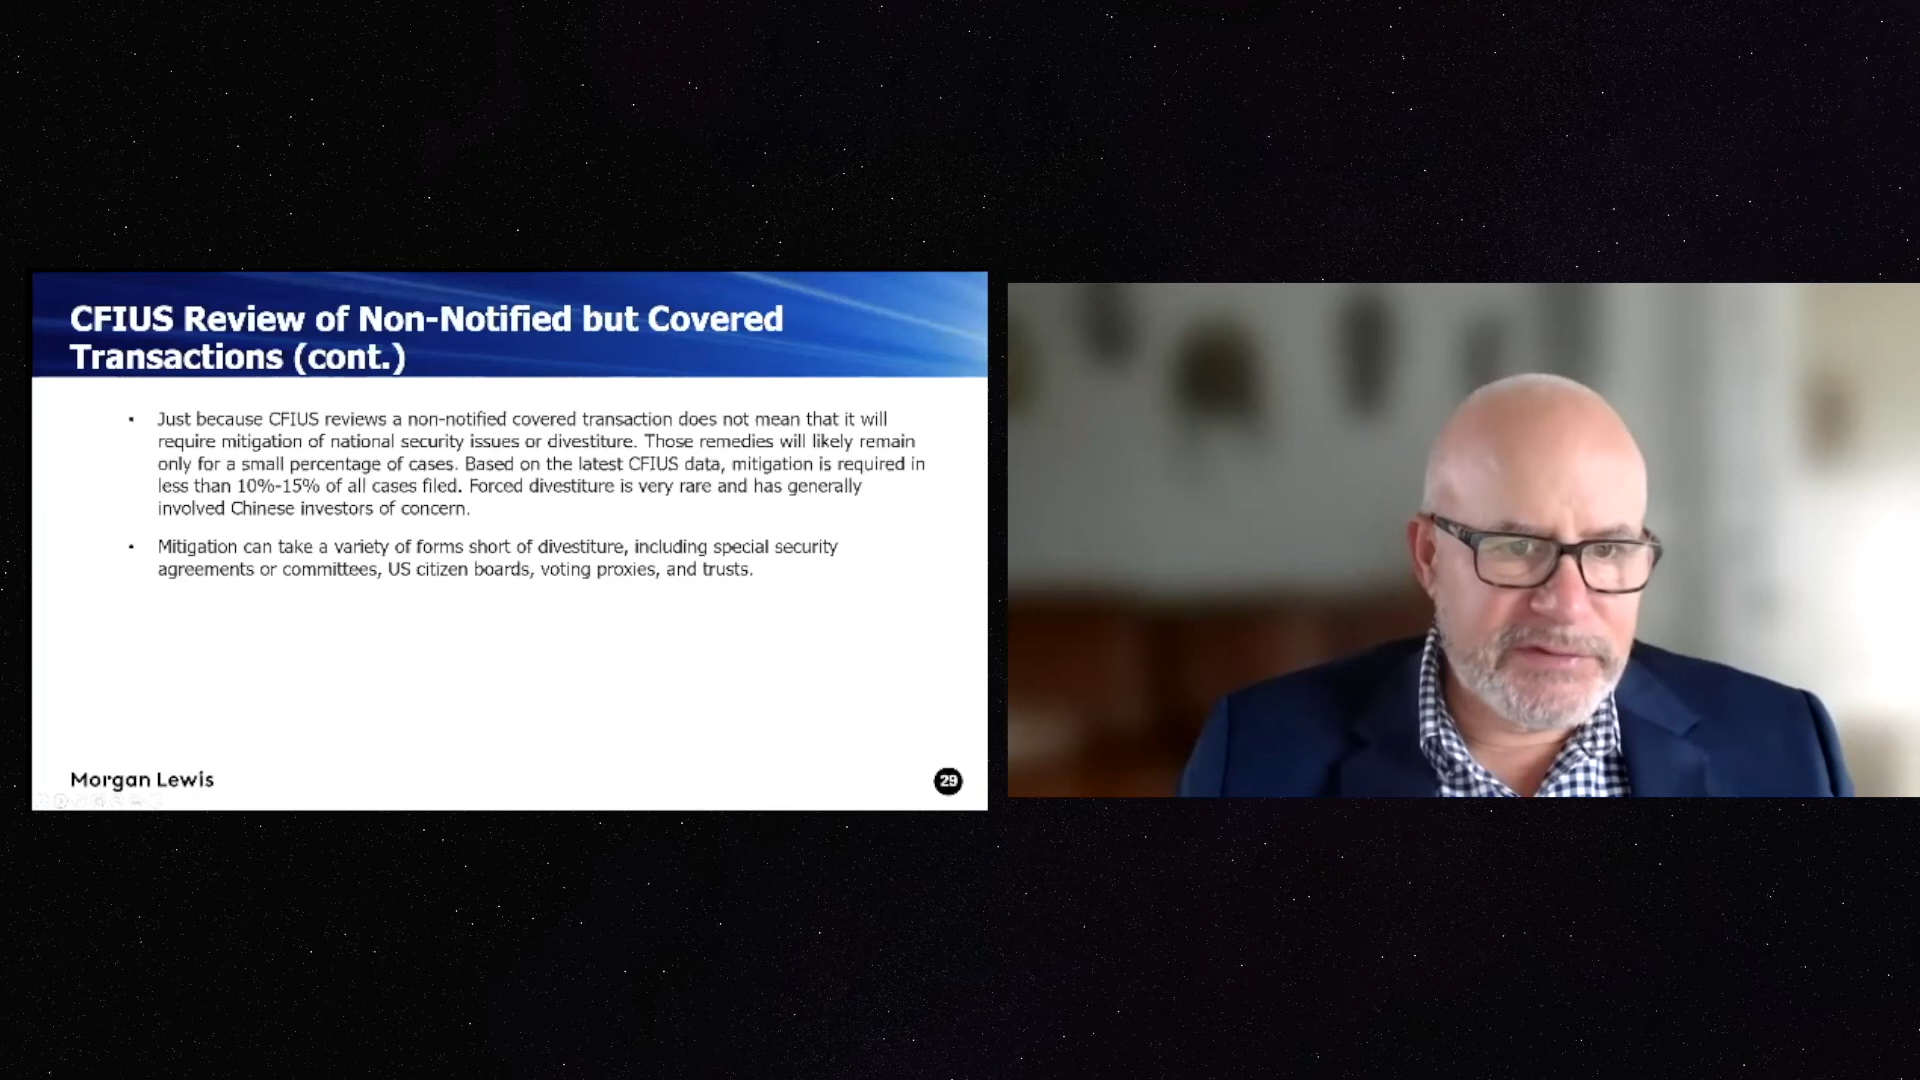 CFIUS Review of Non-Notified but Covered
Transactions (cont.)
• Just because CFIUS reviews a non-notified covered transaction does not mean that it will
require mitigation of national security issues or divestiture. Those remedies will likely remain
only for a small percentage of cases. Based on the latest CFIUS data, mitigation is required in
less than 10%-15% of all cases filed. Forced divestiture is very rare and has generally
involved Chinese investors of concern.
• Mitigation can take a variety of forms short of divestiture, including special security
agreements or committees, US citizen boards, voting proxies, and trusts.
Morgan Lewis
29